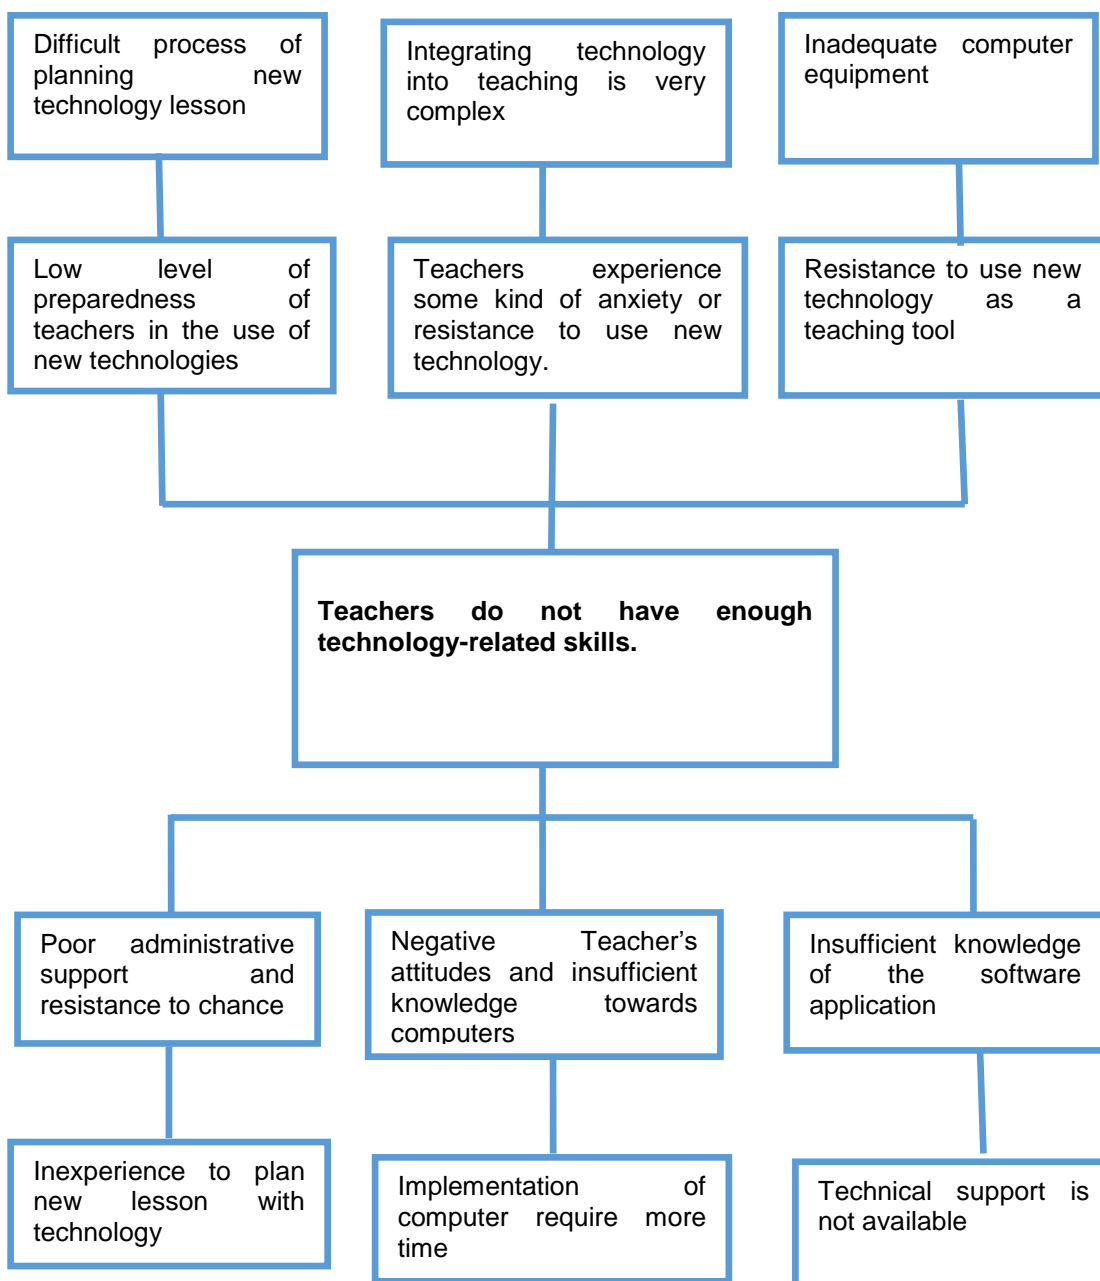 Difficult process of
planning new
technology lesson
Integrating technology
into teaching is very
complex
Inadequate computer
equipment
Low level of
preparedness of
teachers in the use of
new technologies
Teachers experience
some kind of anxiety or
resistance to use new
technology.
Resistance to use new
technology as a
teaching tool
Teachers do not have enough
technology-related skills.
Poor administrative
support and
resistance to chance
Negative Teacher's
attitudes and insufficient
knowledge towards
computers
Insufficient knowledge
of the software
application
Inexperience to plan
new lesson with
technology
Implementation of
computer require more
time
Technical support is
not available